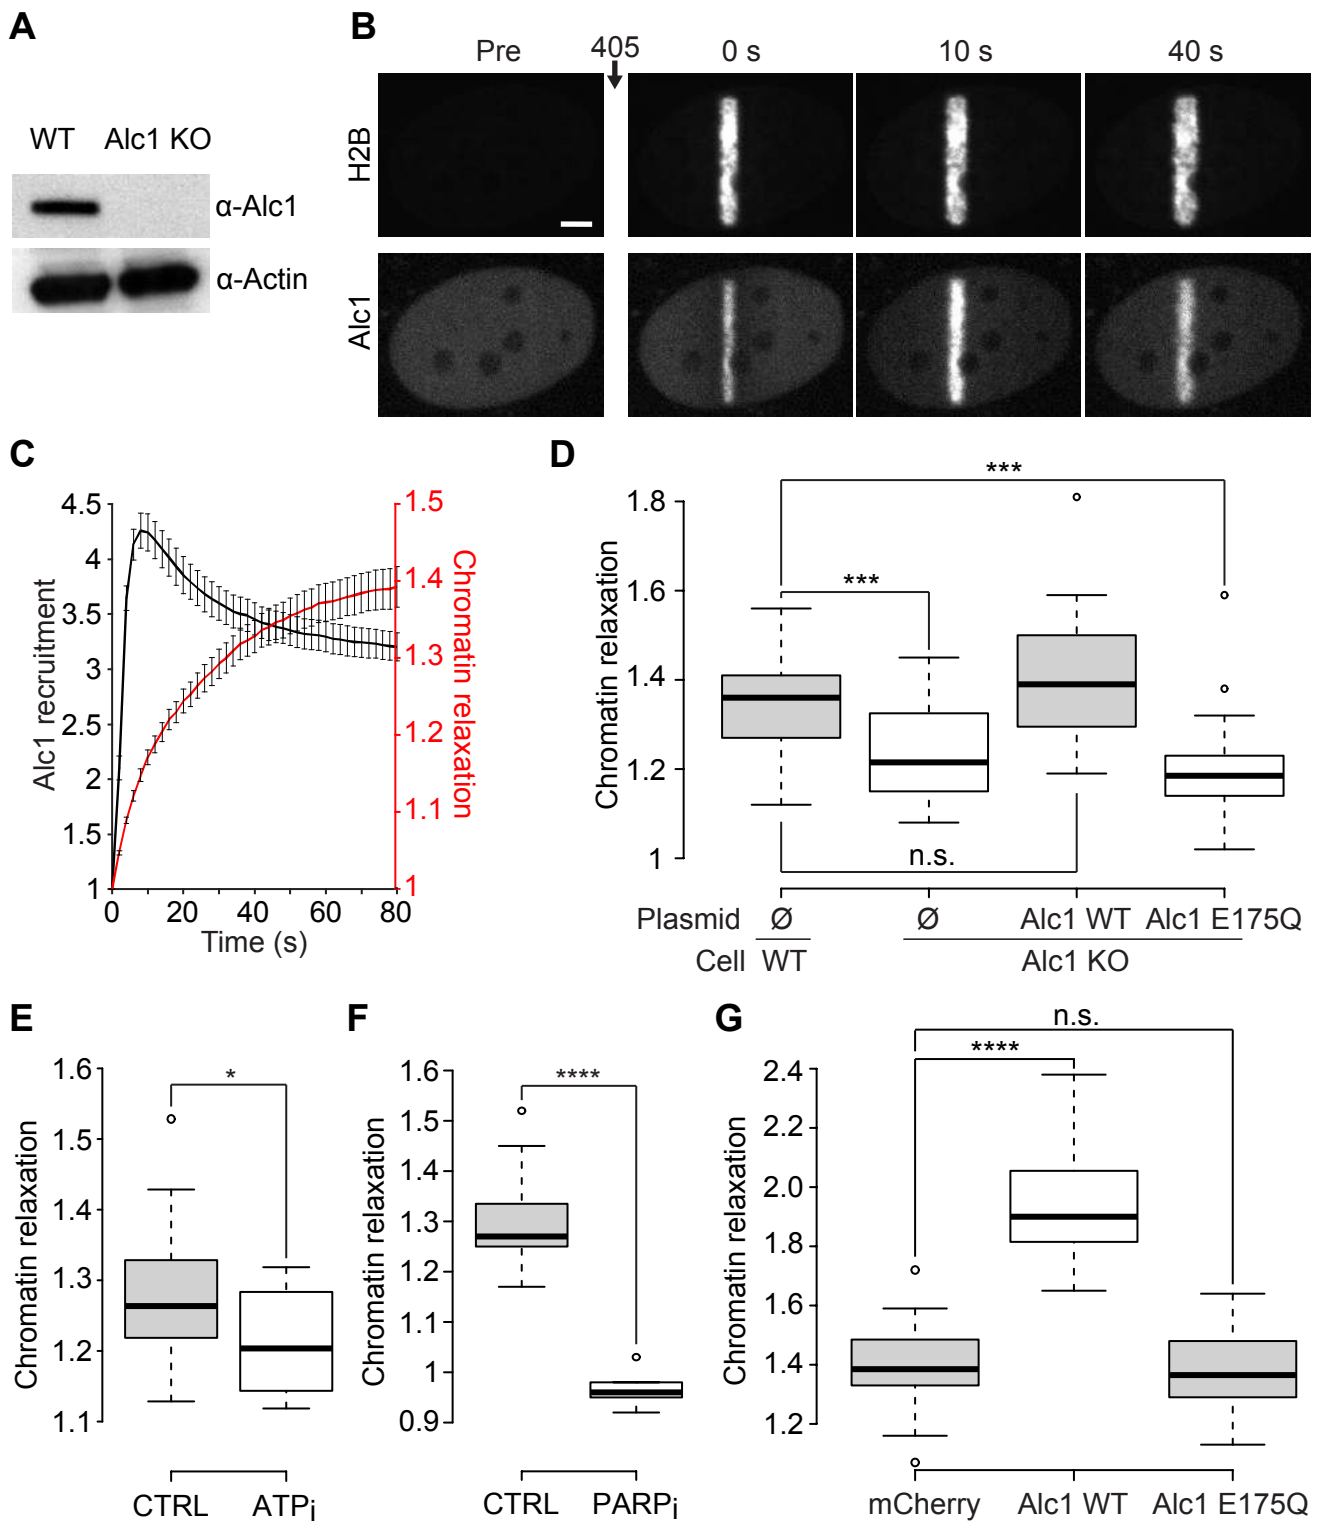 A
WT Alc1 KO
α-Alc1
α-Actin
B
Pre 405 0 s 10 s 40 s
H2B
Alc1
C
Alc1 recruitment
4.5
4
3.5
3
2.5
2
1.5
1
Chromatin relaxation
1.5
1.4
1.3
1.2
1.1
1
0 20 40 60 80
Time (s)
D
Chromatin relaxation
1.8
1.6
1.4
1.2
1
***
***
n.s.
Plasmid Ø Ø Alc1 WT Alc1 E175Q
Cell WT Alc1 KO
E
Chromatin relaxation
1.6
1.5
1.4
1.3
1.2
1.1
*
CTRL ATPi
F
Chromatin relaxation
1.6
1.5
1.4
1.3
1.2
1.1
1
0.9
****
CTRL PARPi
G
Chromatin relaxation
2.4
2.2
2.0
1.8
1.6
1.4
1.2
n.s.
****
mCherry Alc1 WT Alc1 E175Q